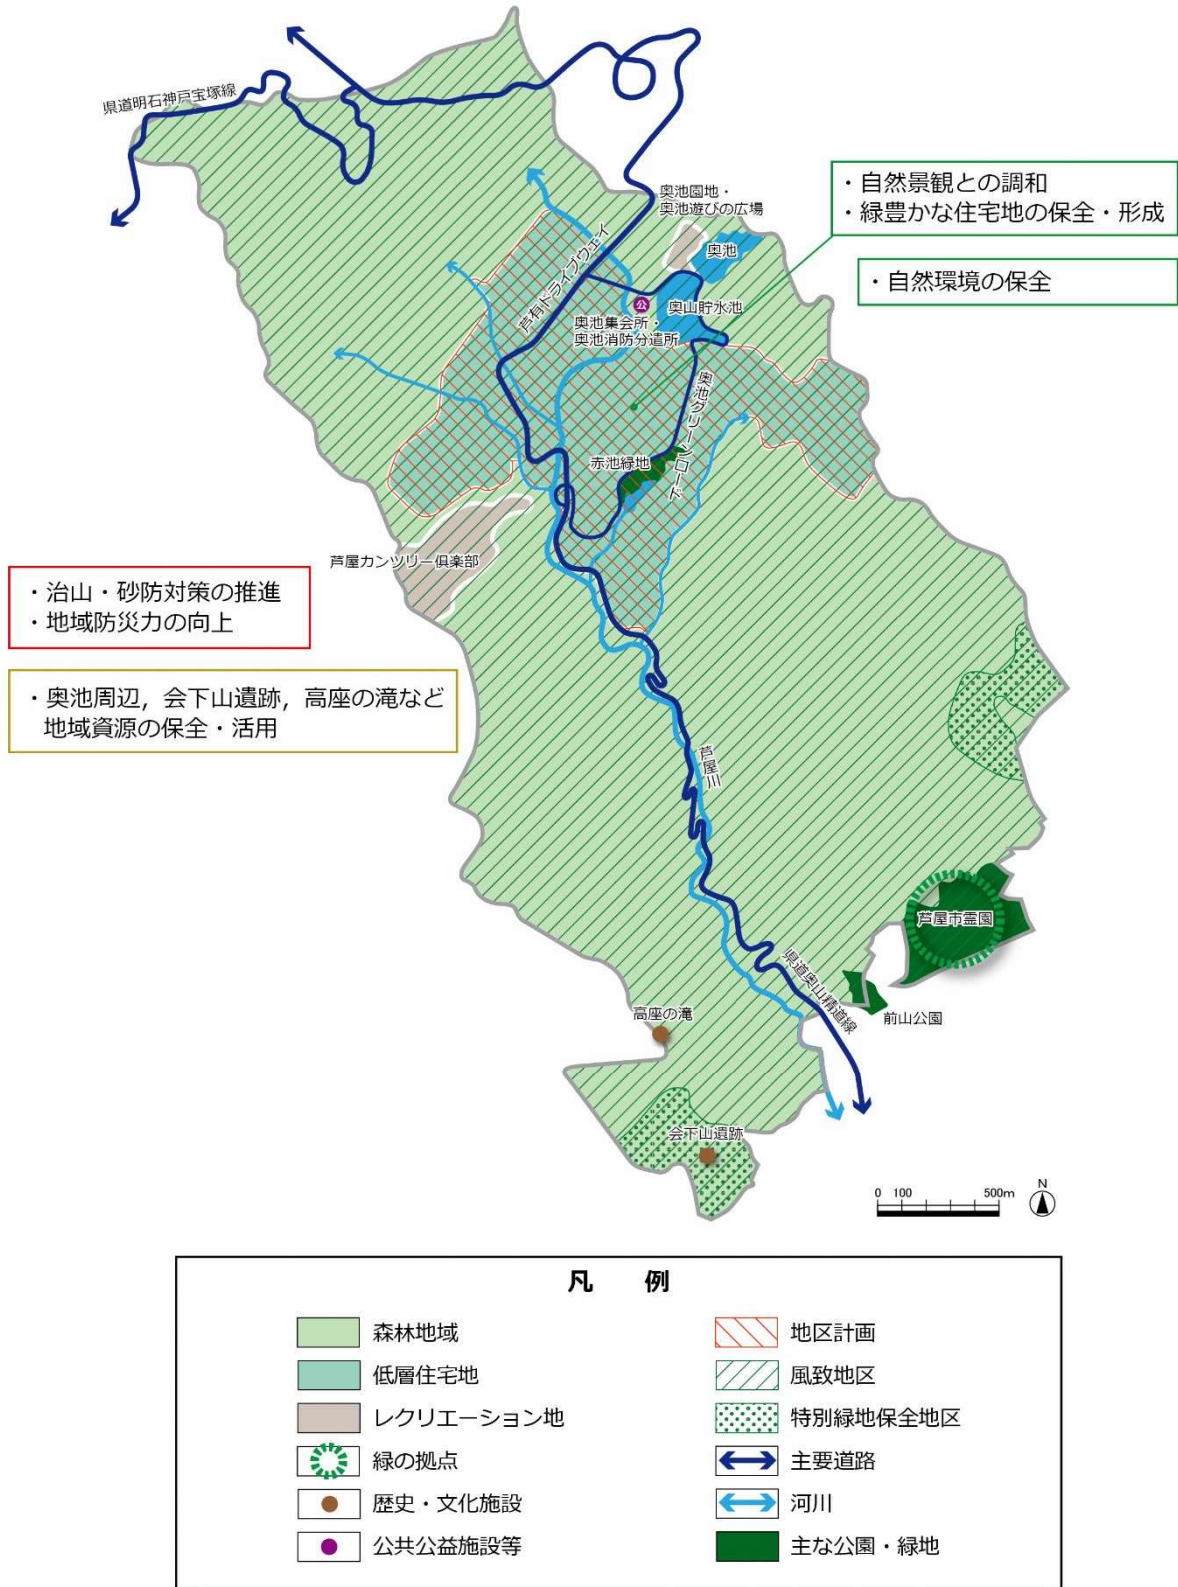 県道明石神戸宝塚線
・自然景観との調和
・緑豊かな住宅地の保全・形成
・自然環境の保全
奥池園地・
奥池遊びの広場
奥池
芦有ドライブウェイ
公
奥山貯水池
奥池集会所・
奥池消防分遣所
奥池グリーンロード
赤池緑地
芦屋カンツリー倶楽部
・治山・砂防対策の推進
・地域防災力の向上
・奥池周辺，会下山遺跡，高座の滝など
地域資源の保全・活用
芦屋川
芦屋市霊園
県道奥山精道線
前山公園
高座の滝
会下山遺跡
0 100 500m
N
凡 例
森林地域
地区計画
低層住宅地
風致地区
レクリエーション地
特別緑地保全地区
緑の拠点
主要道路
歴史・文化施設
河川
公共公益施設等
主な公園・緑地